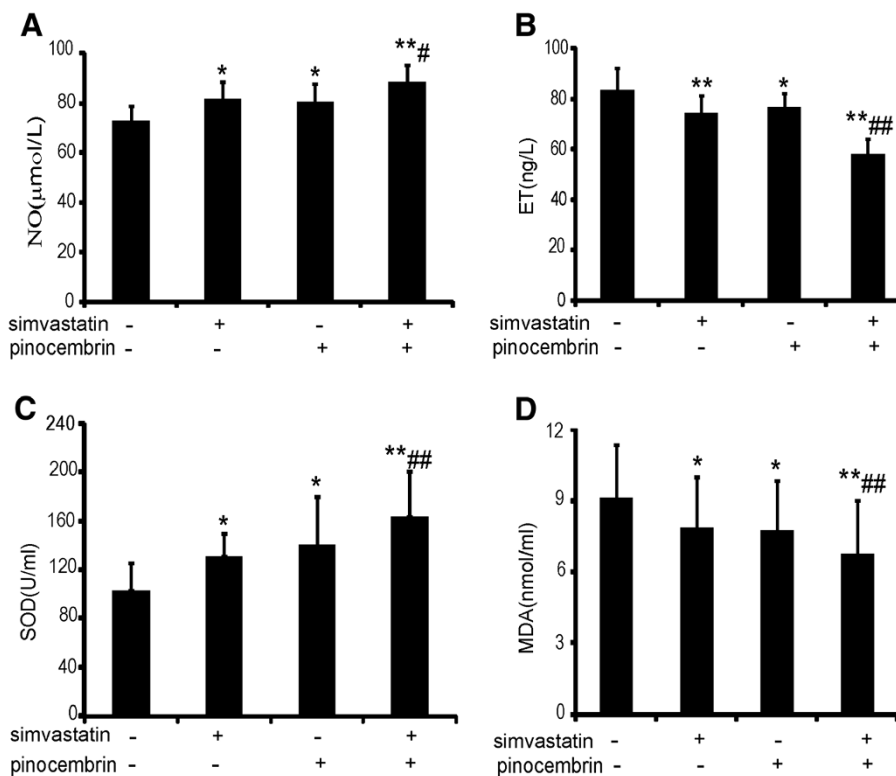 A
NO(μmol/L)
100
80
60
40
20
0
*
*
**#
simvastatin - + - +
pinocembrin - - + +
B
ET(ng/L)
100
80
60
40
20
0
**
*
**##
simvastatin - + - +
pinocembrin - - + +
C
SOD(U/ml)
240
200
160
120
80
40
0
*
*
**##
simvastatin - + - +
pinocembrin - - + +
D
MDA(nmol/ml)
12
9
6
3
0
*
*
**##
simvastatin - + - +
pinocembrin - - + +